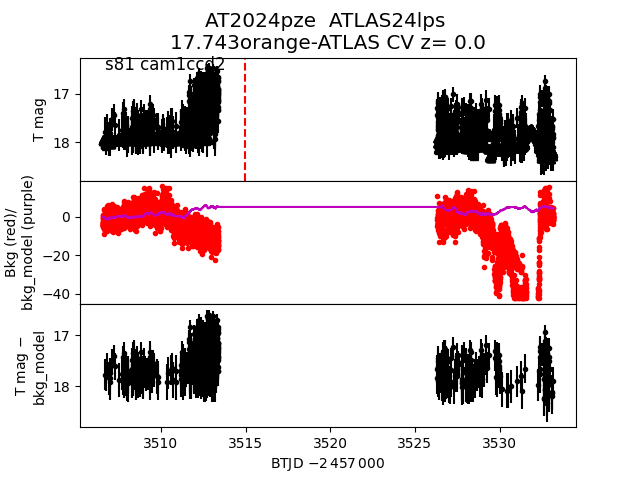 AT2024pze  ATLAS24lps
17.743orange-ATLAS CV z= 0.0
s81 cam1ccd2
T mag
17
18
Bkg (red)/
bkg_model (purple)
0
−20
−40
T mag −
bkg_model
17
18
3510
3515
3520
3525
3530
BTJD −2 457 000